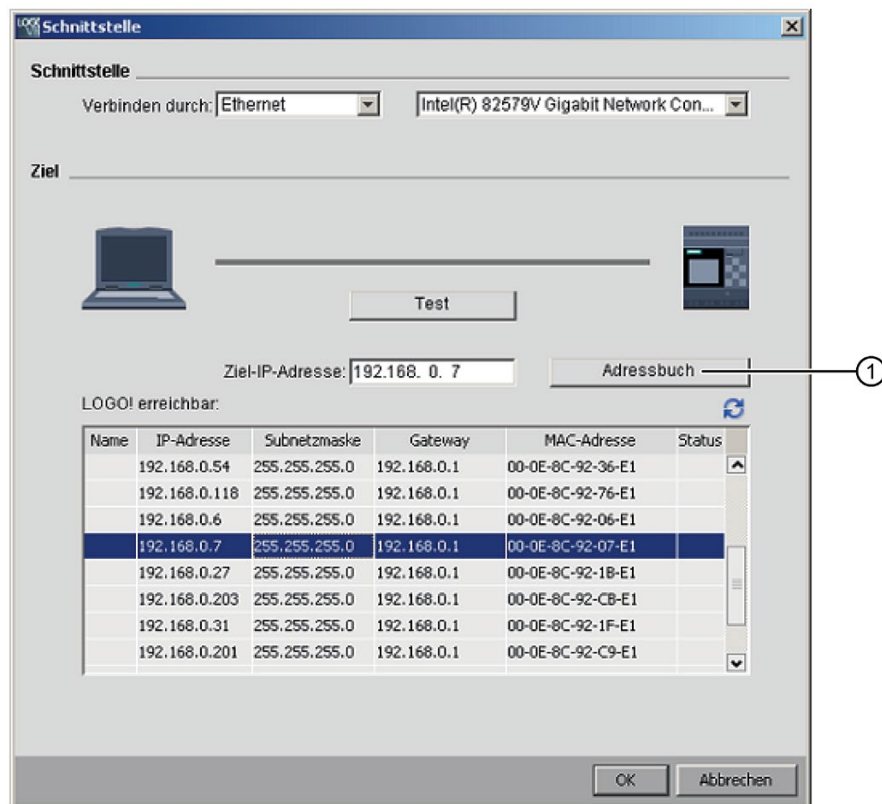 Schnittstelle
Schnittstelle
Verbinden durch: Ethernet Intel(R) 82579V Gigabit Network Con...
Ziel
Test
Ziel-IP-Adresse: 192.168. 0. 7 Adressbuch 1
LOGO! erreichbar:
Name IP-Adresse Subnetzmaske Gateway MAC-Adresse Status
192.168.0.54 255.255.255.0 192.168.0.1 00-0E-8C-92-36-E1
192.168.0.118 255.255.255.0 192.168.0.1 00-0E-8C-92-76-E1
192.168.0.6 255.255.255.0 192.168.0.1 00-0E-8C-92-06-E1
192.168.0.7 255.255.255.0 192.168.0.1 00-0E-8C-92-07-E1
192.168.0.27 255.255.255.0 192.168.0.1 00-0E-8C-92-1B-E1
192.168.0.203 255.255.255.0 192.168.0.1 00-0E-8C-92-CB-E1
192.168.0.31 255.255.255.0 192.168.0.1 00-0E-8C-92-1F-E1
192.168.0.201 255.255.255.0 192.168.0.1 00-0E-8C-92-C9-E1
OK Abbrechen